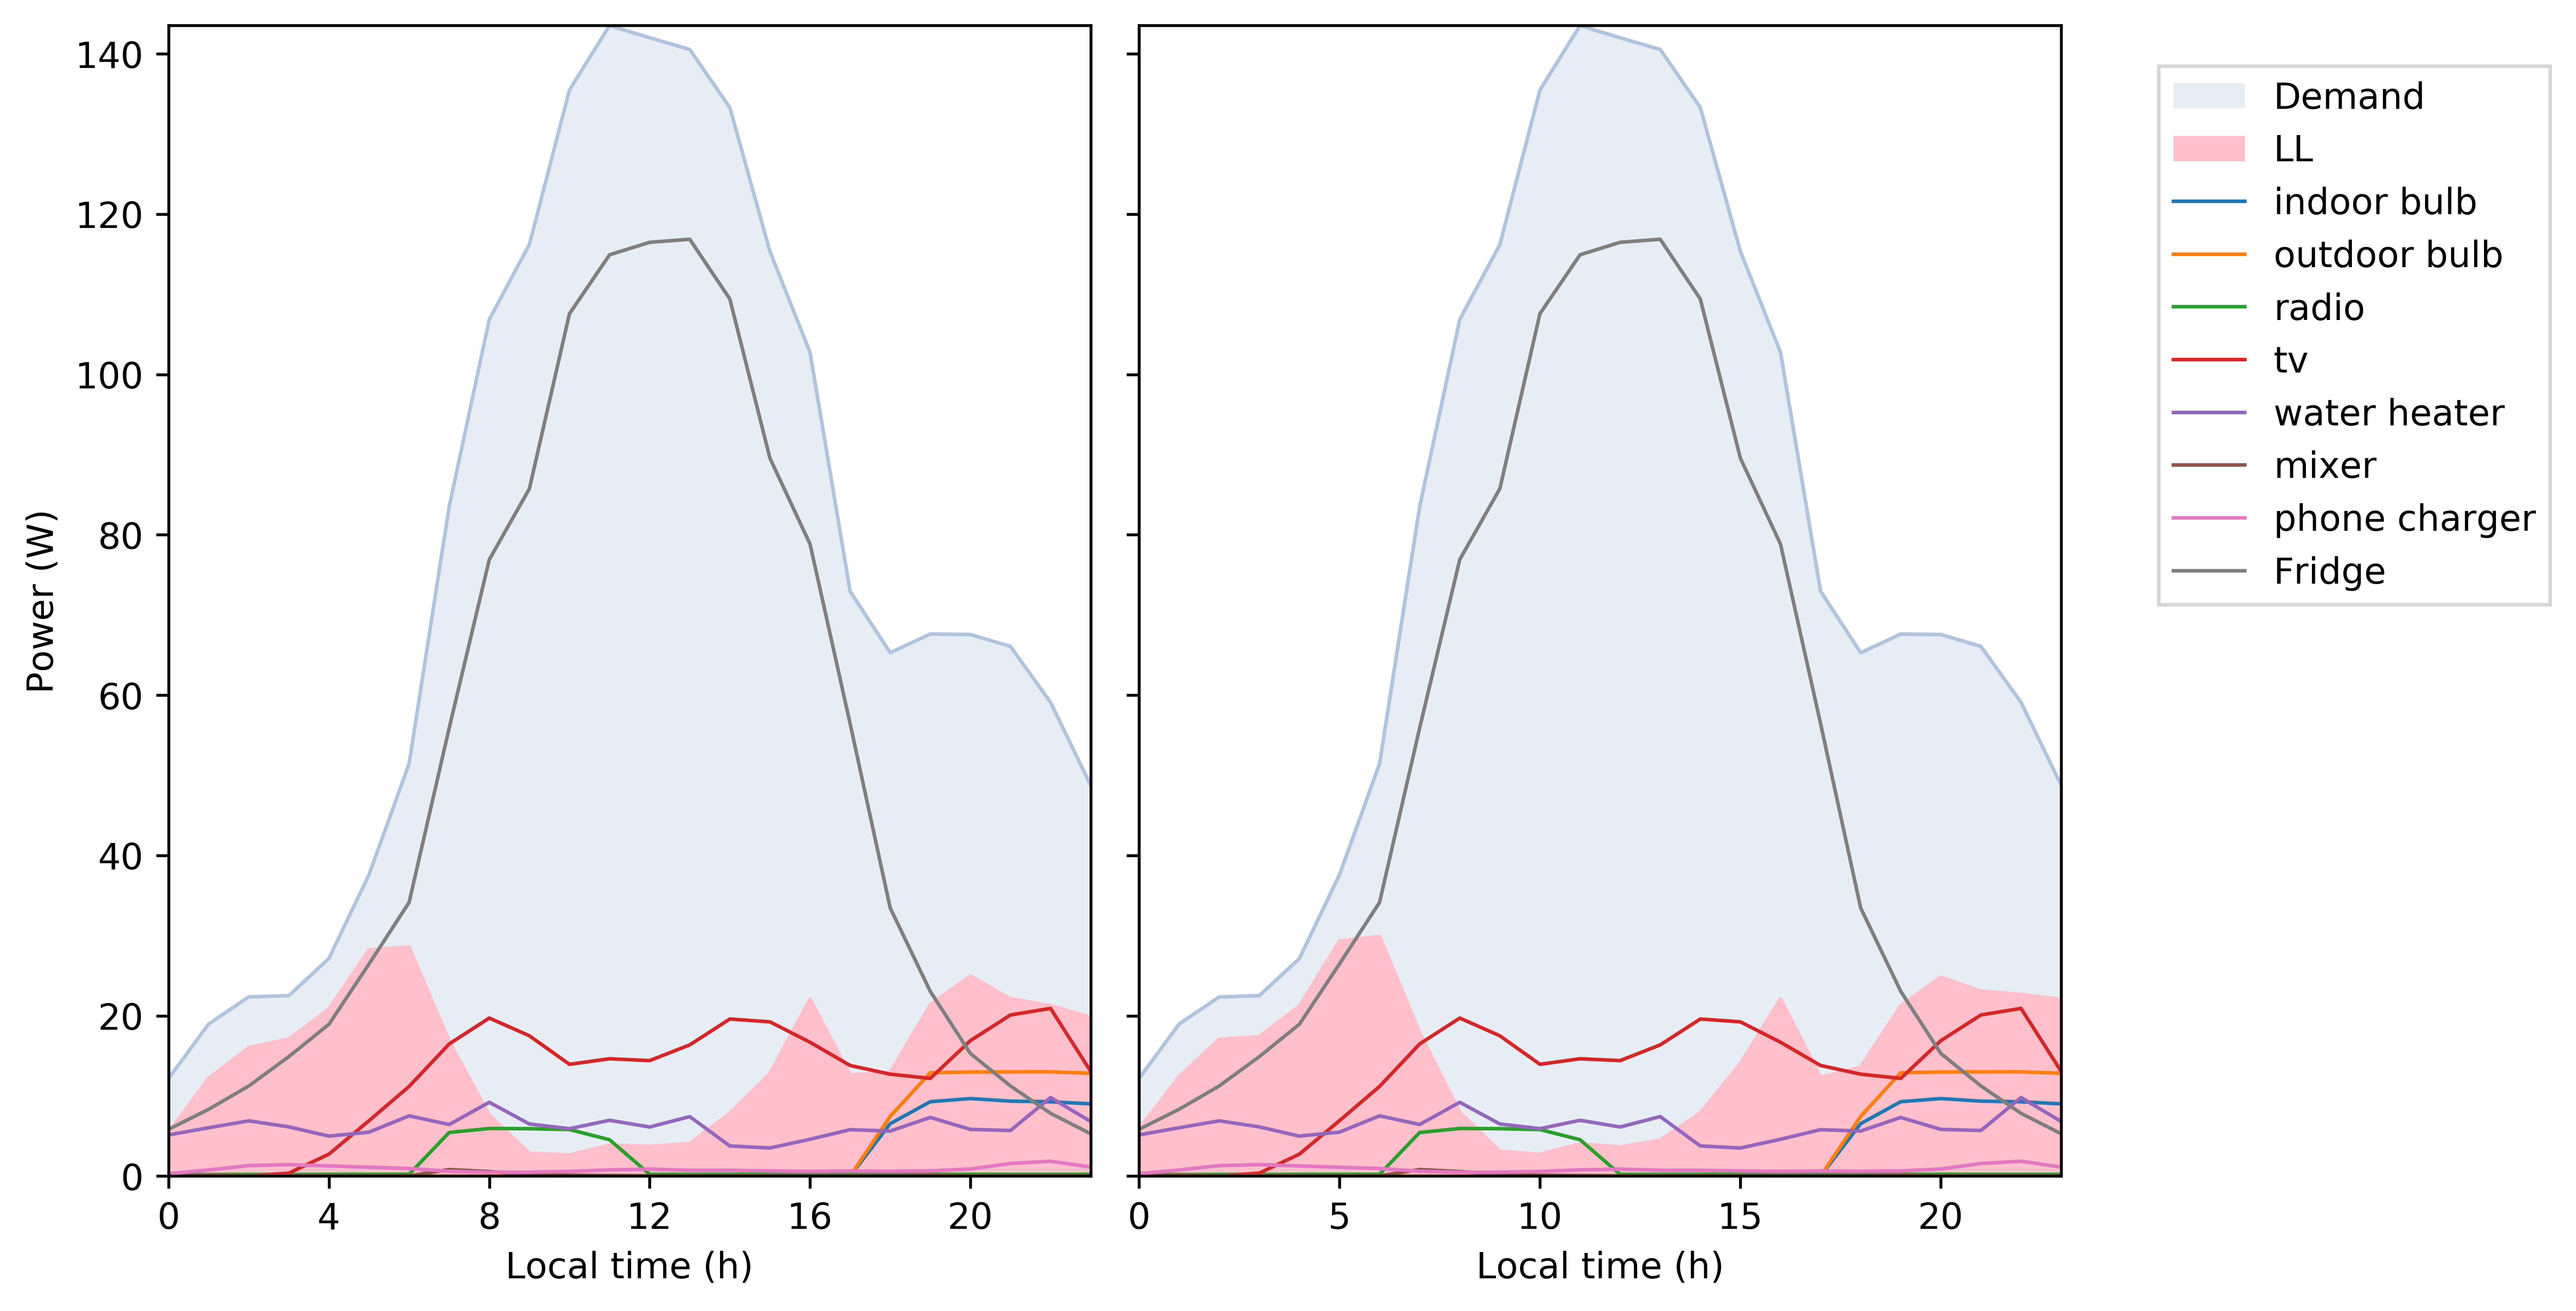 140
120
100
80
60
40
20
0
Power (W)
0 4 8 12 16 20
Local time (h)
0 5 10 15 20
Local time (h)
Demand
LL
indoor bulb
outdoor bulb
radio
tv
water heater
mixer
phone charger
Fridge